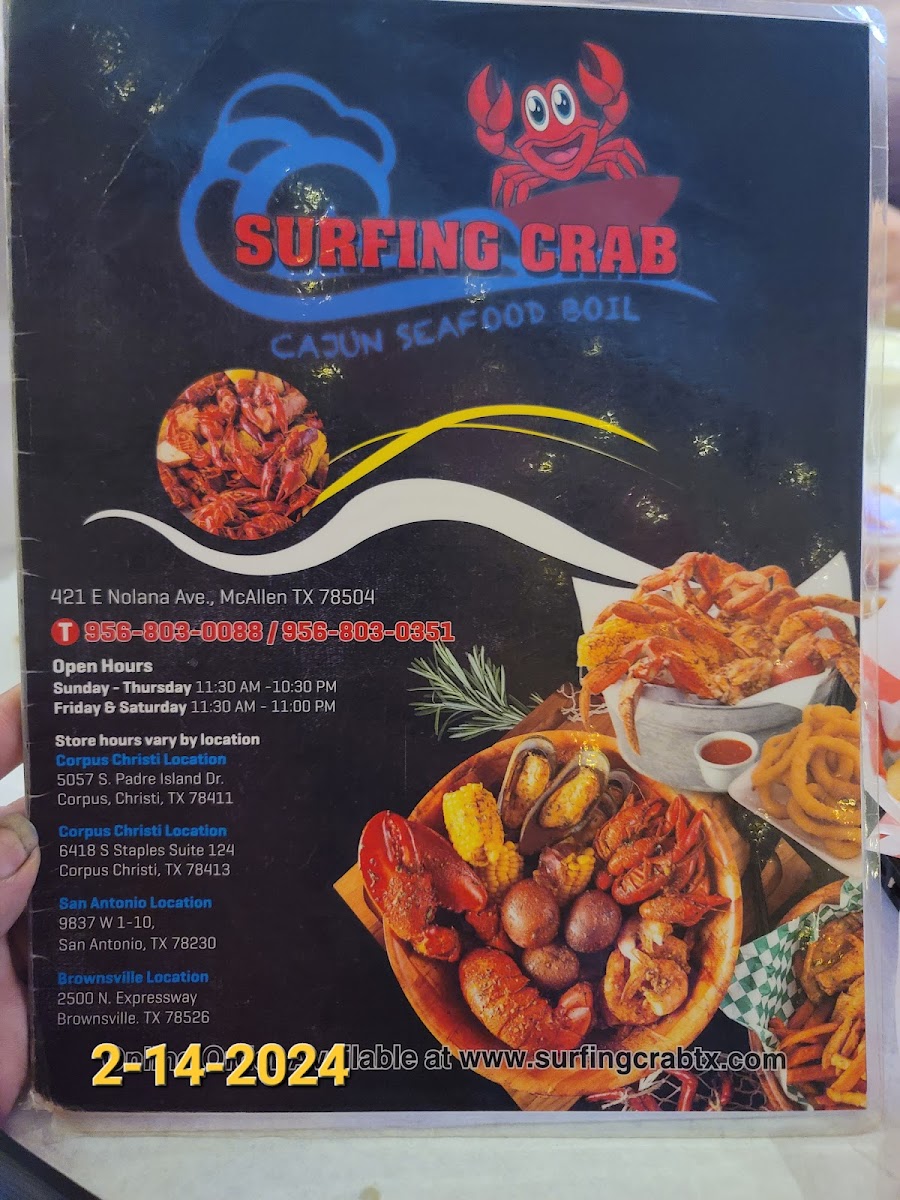 SURFING CRAB
CAJUN SEAFOOD BOIL
421 E Nolana Ave., McAllen TX 78504
T 956-803-0088 / 956-803-0351
Open Hours
Sunday - Thursday 11:30 AM -10:30 PM
Friday & Saturday 11:30 AM - 11:00 PM
Store hours vary by location
Corpus Christi Location
5057 S. Padre Island Dr.
Corpus, Christi, TX 78411
Corpus Christi Location
6418 S Staples Suite 124
Corpus Christi, TX 78413
San Antonio Location
9837 W 1-10,
San Antonio, TX 78230
Brownsville Location
2500 N. Expressway
Brownsville. TX 78526
at www.surfingcrabtx.com
2-14-2024